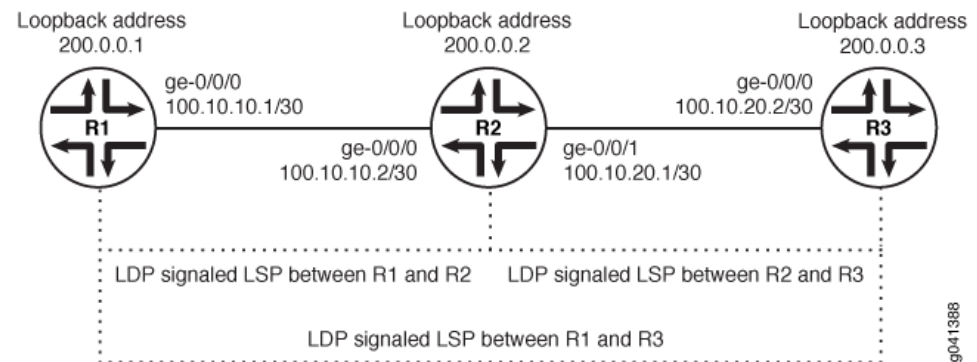 Loopback address
200.0.0.1
Loopback address
200.0.0.2
Loopback address
200.0.0.3
ge-0/0/0
100.10.10.1/30
ge-0/0/0
100.10.20.2/30
R1
R2
R3
ge-0/0/0
100.10.10.2/30
ge-0/0/1
100.10.20.1/30
LDP signaled LSP between R1 and R2
LDP signaled LSP between R2 and R3
LDP signaled LSP between R1 and R3
g041388